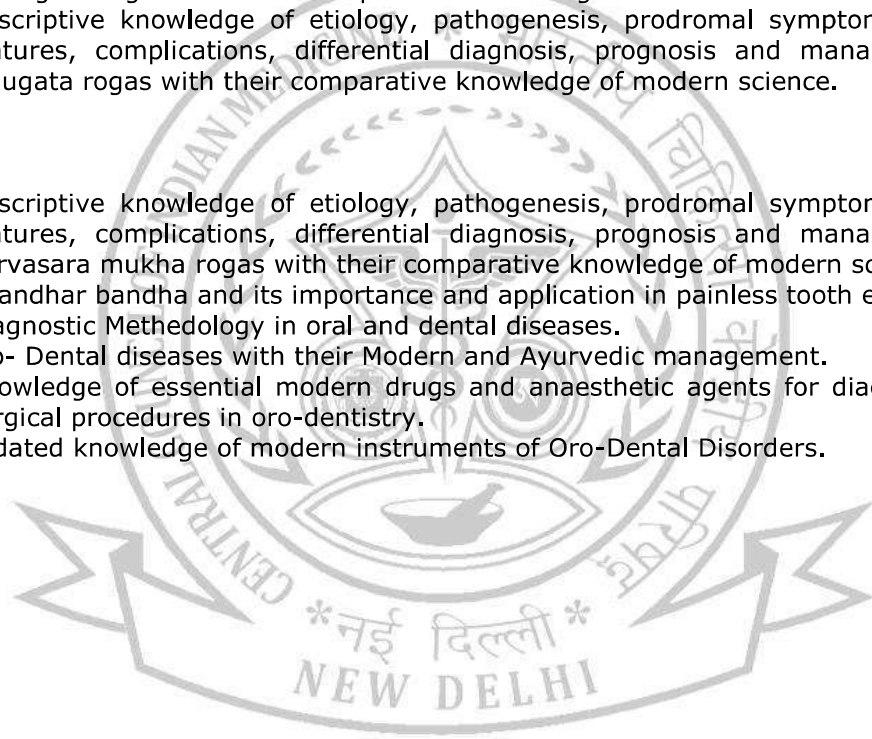 scriptive knowledge of etiology, pathogenesis, prodromal symptom
tures, complications, differential diagnosis, prognosis and mana
ugata rogas with their comparative knowledge of modern science.
scriptive knowledge of etiology, pathogenesis, prodromal symptor
tures, complications, differential diagnosis, prognosis and mana
rvasara mukha rogas with their comparative knowledge of modern sc
andhar bandha and its importance and application in painless tooth e
agnostic Methedology in oral and dental diseases.
o- Dental diseases with their Modern and Ayurvedic management.
owledge of essential modern drugs and anaesthetic agents for dia
rgical procedures in oro-dentistry.
dated knowledge of modern instruments of Oro-Dental Disorders.
CENTRAL
INDIAN
*नई दिल्ली*
NEW DELHI